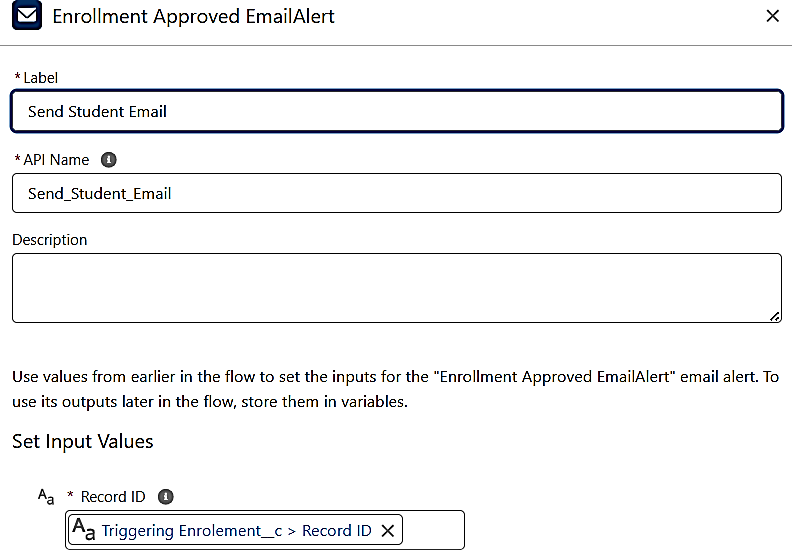 Enrollment Approved EmailAlert
* Label
Send Student Email
* API Name
Send_Student_Email
Description
Use values from earlier in the flow to set the inputs for the "Enrollment Approved EmailAlert" email alert. To
use its outputs later in the flow, store them in variables.
Set Input Values
Aa * Record ID
Aa Triggering Enrolement__c > Record ID